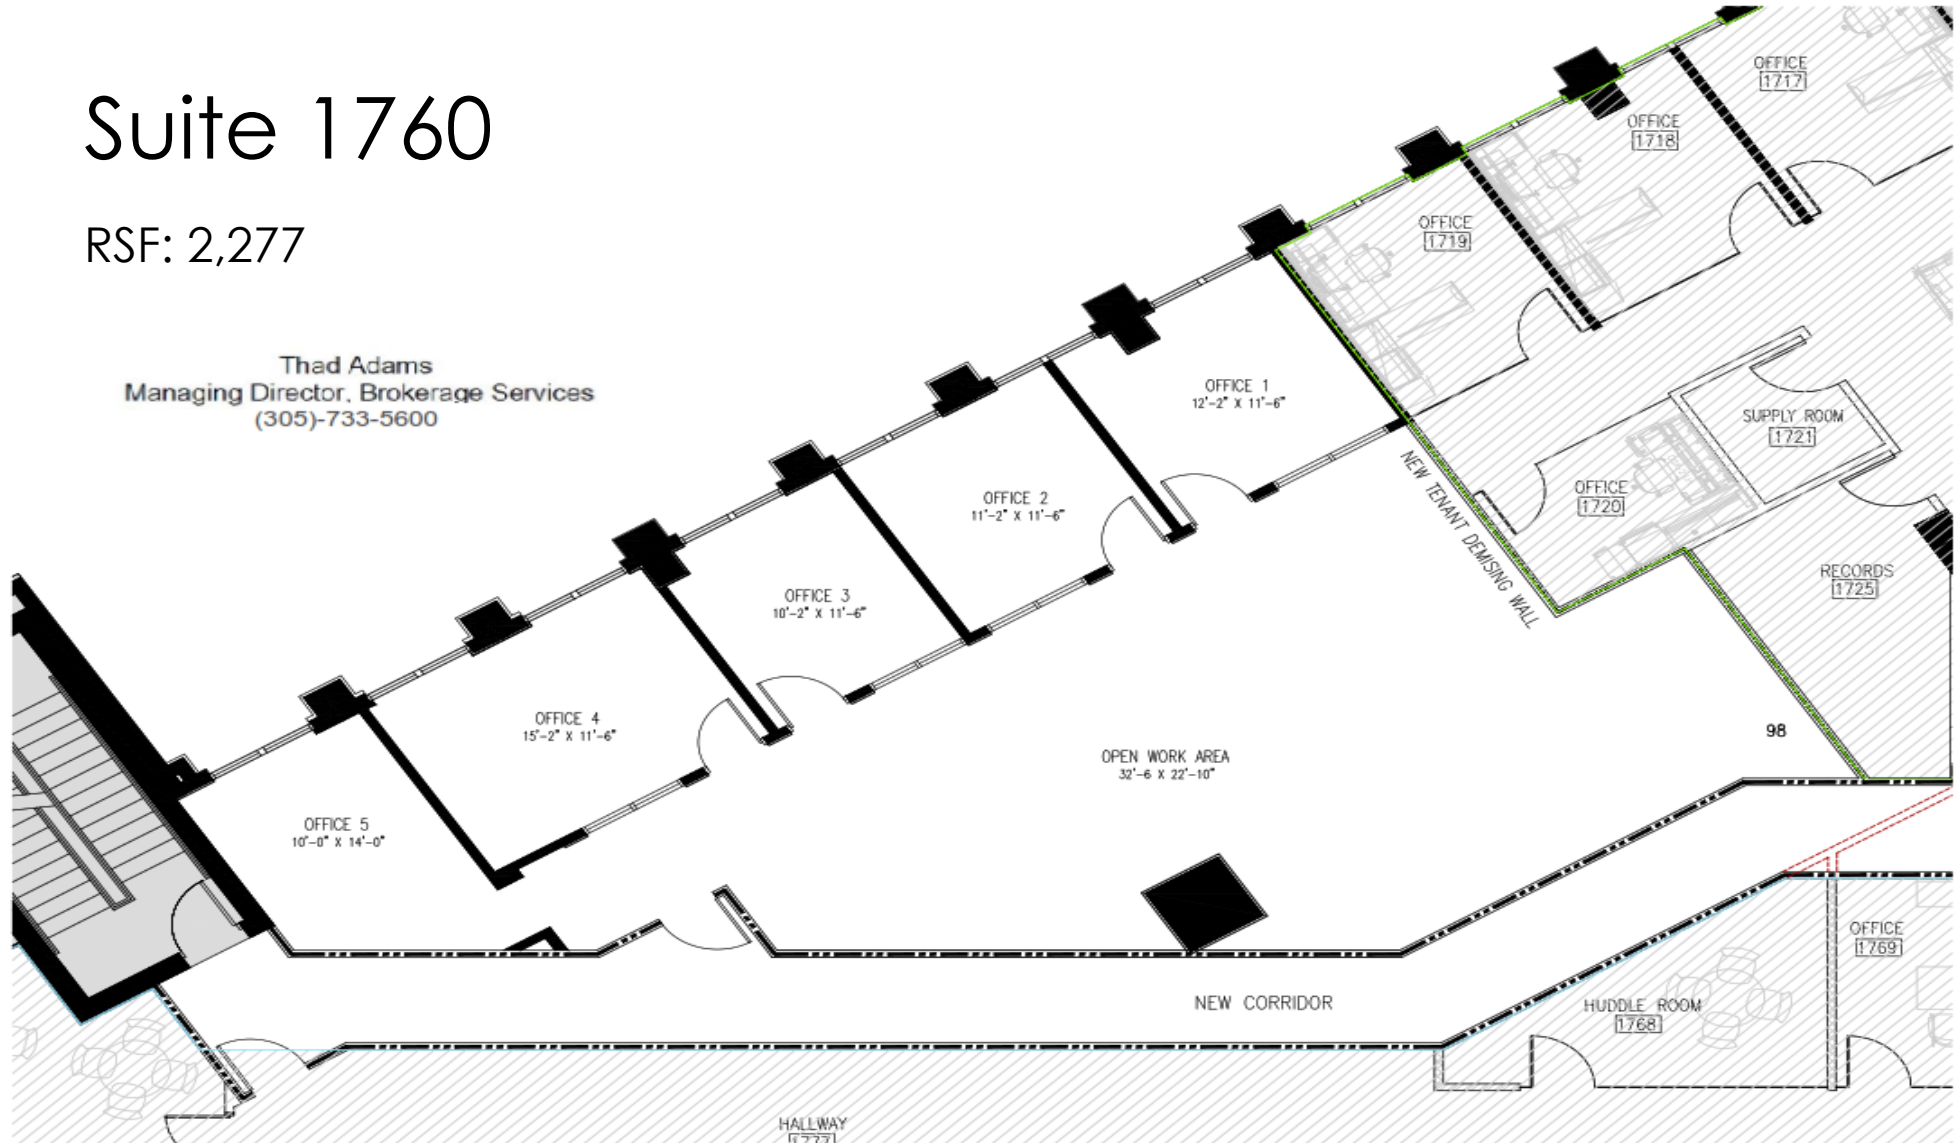 Suite 1760
RSF: 2,277
Thad Adams
Managing Director, Brokerage Services
(305)-733-5600
OFFICE
1717
OFFICE
1718
OFFICE
1719
OFFICE 1
12'-2" X 11'-6"
SUPPLY ROOM
1721
OFFICE
1720
NEW TENANT DEMISING WALL
RECORDS
1725
OFFICE 2
11'-2" X 11'-6"
OFFICE 3
10'-2" X 11'-6"
OFFICE 4
15'-2" X 11'-6"
OFFICE 5
10'-0" X 14'-0"
OPEN WORK AREA
32'-6 X 22'-10"
98
NEW CORRIDOR
OFFICE
1769
HUDDLE ROOM
1768
HALLWAY
1777